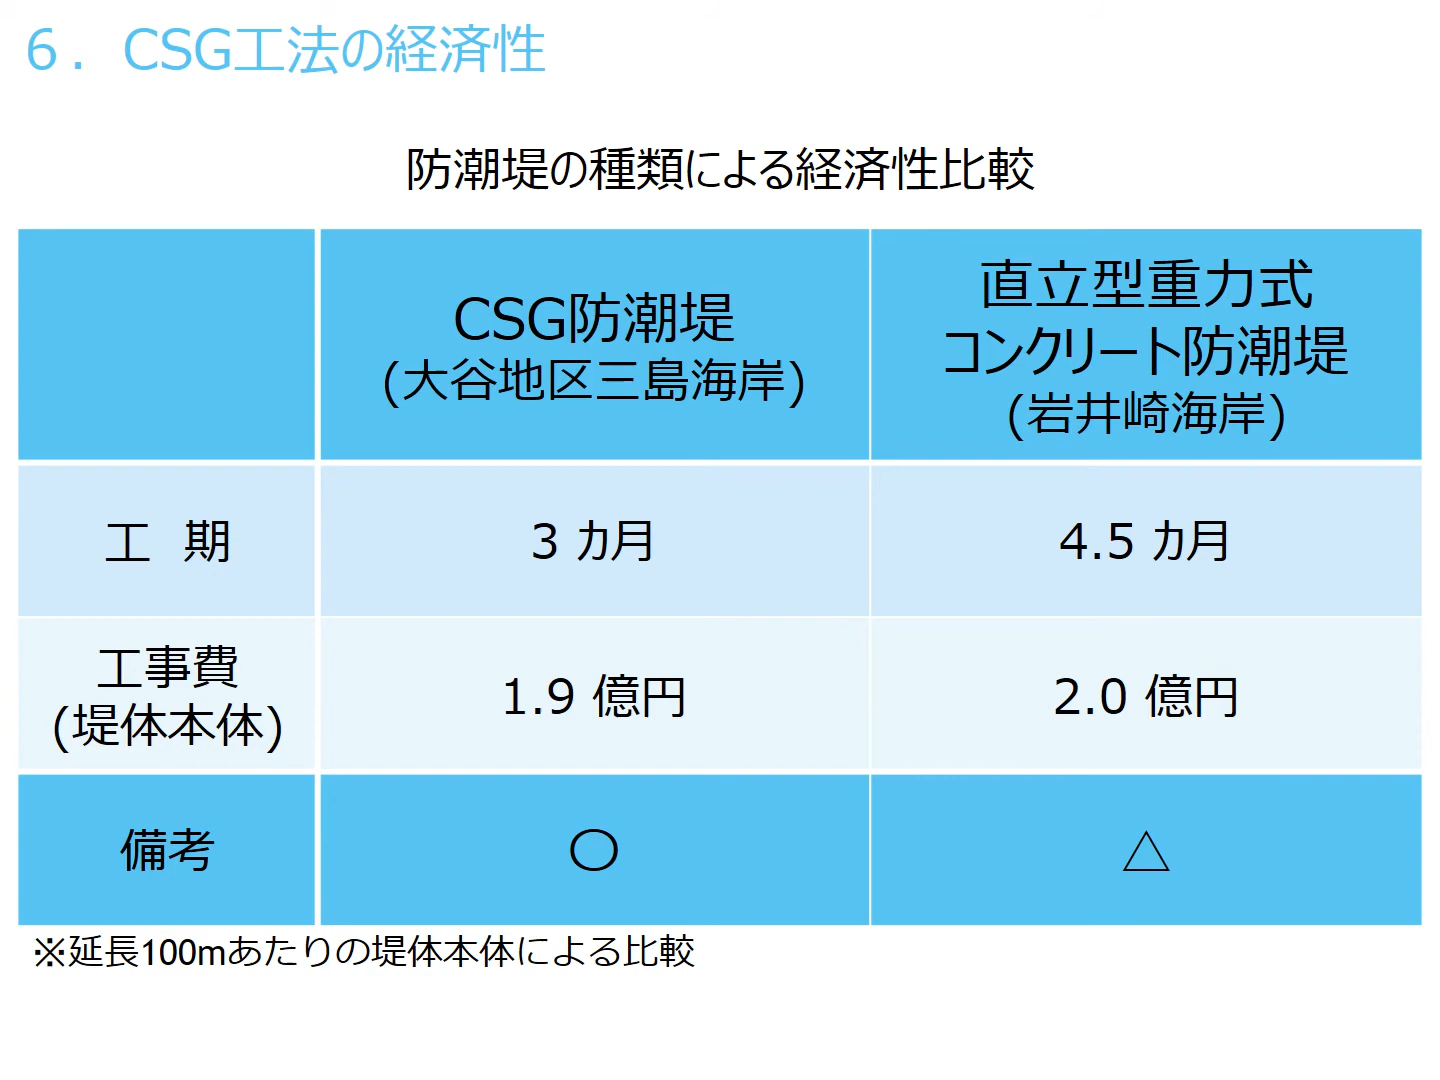 ６．CSG工法の経済性
防潮堤の種類による経済性比較
CSG防潮堤
(大谷地区三島海岸)
直立型重力式
コンクリート防潮堤
(岩井崎海岸)
工　期
3 カ月
4.5 カ月
工事費
(堤体本体)
1.9 億円
2.0 億円
備考
〇
△
※延長100mあたりの堤体本体による比較